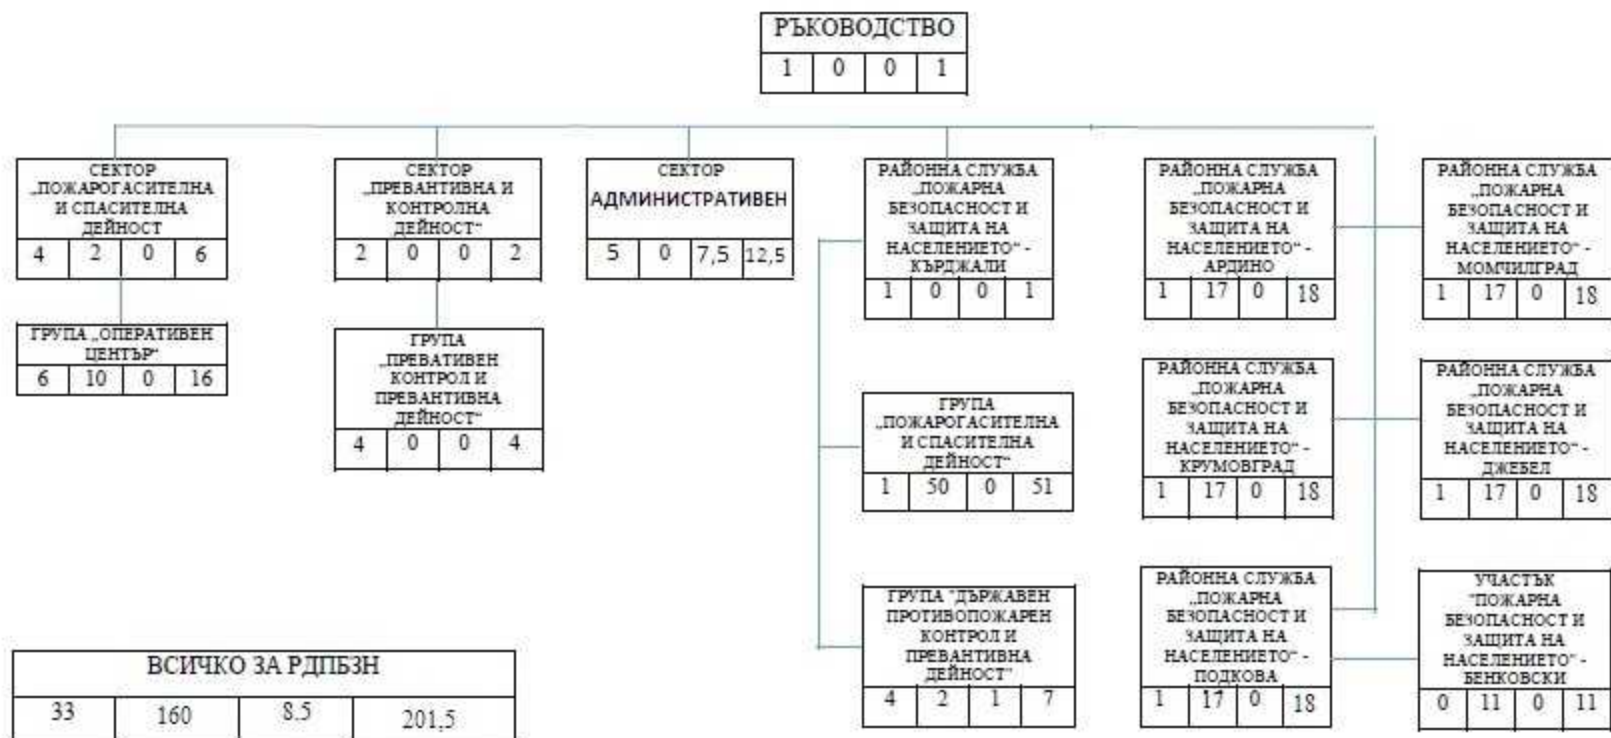 РЪКОВОДСТВО
1 0 0 1
СЕКТОР
„ПОЖАРОГАСИТЕЛНА
И СПАСИТЕЛНА
ДЕЙНОСТ
4 2 0 6
ГРУПА „ОПЕРАТИВЕН
ЦЕНТЪР“
6 10 0 16
СЕКТОР
„ПРЕВАНТИВНА И
КОНТРОЛНА
ДЕЙНОСТ“
2 0 0 2
ГРУПА
„ПРЕВАТИВЕН
КОНТРОЛ И
ПРЕВАНТИВНА
ДЕЙНОСТ“
4 0 0 4
СЕКТОР
АДМИНИСТРАТИВЕН
5 0 7,5 12,5
РАЙОННА СЛУЖБА
„ПОЖАРНА
БЕЗОПАСНОСТ И
ЗАЩИТА НА
НАСЕЛЕНИЕТО“ -
КЪРДЖАЛИ
1 0 0 1
ГРУПА
„ПОЖАРОГАСИТЕЛНА
И СПАСИТЕЛНА
ДЕЙНОСТ“
1 50 0 51
ГРУПА "ДЪРЖАВЕН
ПРОТИВОПОЖАРЕН
КОНТРОЛ И
ПРЕВАНТИВНА
ДЕЙНОСТ"
4 2 1 7
РАЙОННА СЛУЖБА
„ПОЖАРНА
БЕЗОПАСНОСТ И
ЗАЩИТА НА
НАСЕЛЕНИЕТО“ -
АРДИНО
1 17 0 18
РАЙОННА СЛУЖБА
„ПОЖАРНА
БЕЗОПАСНОСТ И
ЗАЩИТА НА
НАСЕЛЕНИЕТО“ -
МОМЧИЛГРАД
1 17 0 18
РАЙОННА СЛУЖБА
„ПОЖАРНА
БЕЗОПАСНОСТ И
ЗАЩИТА НА
НАСЕЛЕНИЕТО“ -
КРУМОВГРАД
1 17 0 18
РАЙОННА СЛУЖБА
„ПОЖАРНА
БЕЗОПАСНОСТ И
ЗАЩИТА НА
НАСЕЛЕНИЕТО“ -
ДЖЕБЕЛ
1 17 0 18
РАЙОННА СЛУЖБА
„ПОЖАРНА
БЕЗОПАСНОСТ И
ЗАЩИТА НА
НАСЕЛЕНИЕТО“ -
ПОДКОВА
1 17 0 18
УЧАСТЪК
"ПОЖАРНА
БЕЗОПАСНОСТ И
ЗАЩИТА НА
НАСЕЛЕНИЕТО" -
БЕНКОВСКИ
0 11 0 11
ВСИЧКО ЗА РДПБЗН
33 160 8.5 201,5